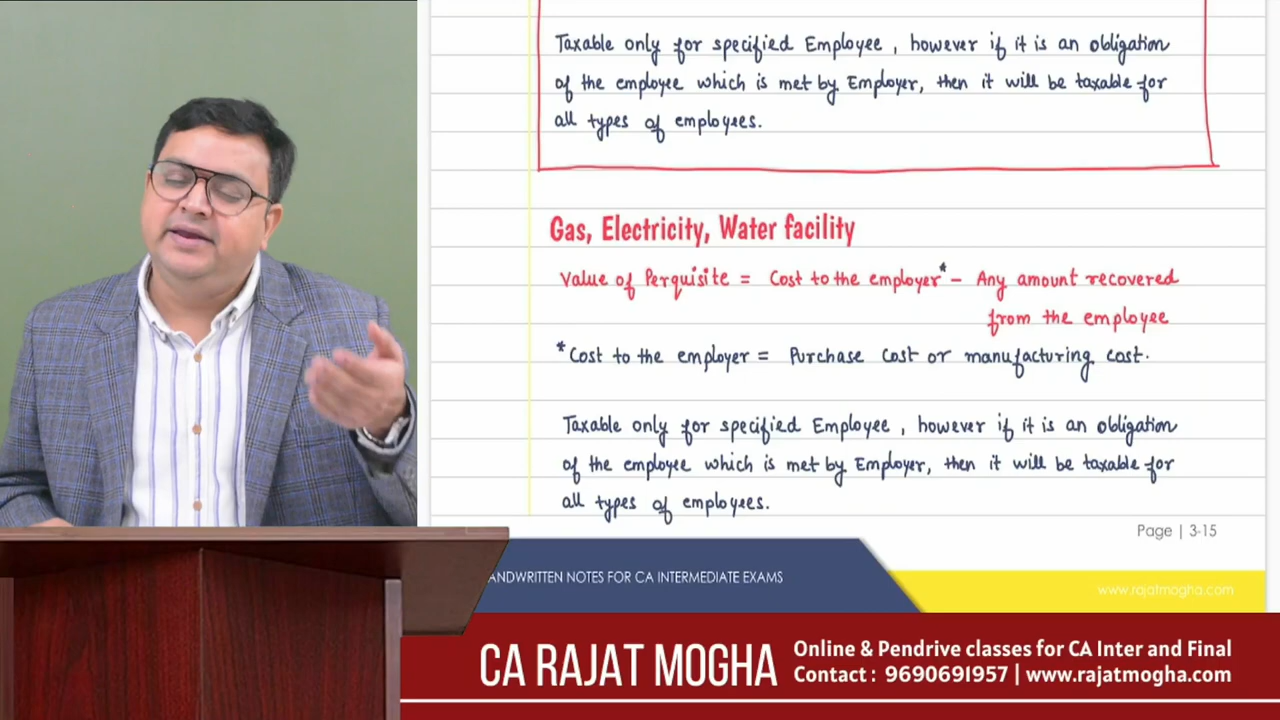 Taxable only for specified Employee, however if it is an obligation
of the employee which is met by Employer, then it will be taxable for
all types of employees.
Gas, Electricity, Water facility
Value of Perquisite = Cost to the employer* - Any amount recovered
from the employee
*Cost to the employer = Purchase cost or manufacturing cost.
Taxable only for specified Employee, however if it is an obligation
of the employee which is met by Employer, then it will be taxable for
all types of employees.
Page | 3-15
ANDWRITTEN NOTES FOR CA INTERMEDIATE EXAMS
www.rajatmogha.com
CA RAJAT MOGHA
Online & Pendrive classes for CA Inter and Final
Contact : 9690691957 | www.rajatmogha.com